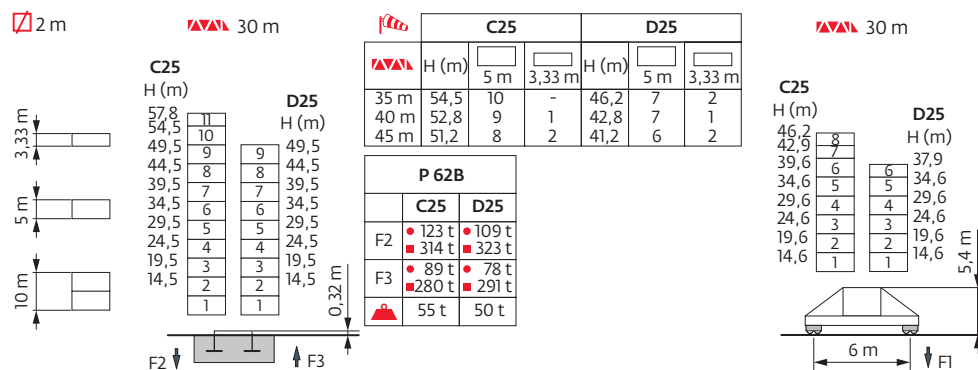 2 m
30 m
C25
H (m)
57,8
54,5
49,5
44,5
39,5
34,5
29,5
24,5
19,5
14,5
11
10
9
8
7
6
5
4
3
2
1
9
8
7
6
5
4
3
2
1
D25
H (m)
49,5
44,5
39,5
34,5
29,5
24,5
19,5
14,5
3,33 m
5 m
10 m
0,32 m
F2
F3
C25 D25
H (m) 5 m 3,33 m H (m) 5 m 3,33 m
35 m 54,5 10 - 46,2 7 2
40 m 52,8 9 1 42,8 7 1
45 m 51,2 8 2 41,2 6 2
P 62B
C25 D25
F2 123 t 109 t
314 t 323 t
F3 89 t 78 t
280 t 291 t
55 t 50 t
30 m
C25
H (m)
46,2
42,9
39,6
34,6
29,6
24,6
19,6
14,6
8
7
6
5
4
3
2
1
6
5
4
3
2
1
D25
H (m)
37,9
34,6
29,6
24,6
19,6
14,6
5,4 m
6 m
F1